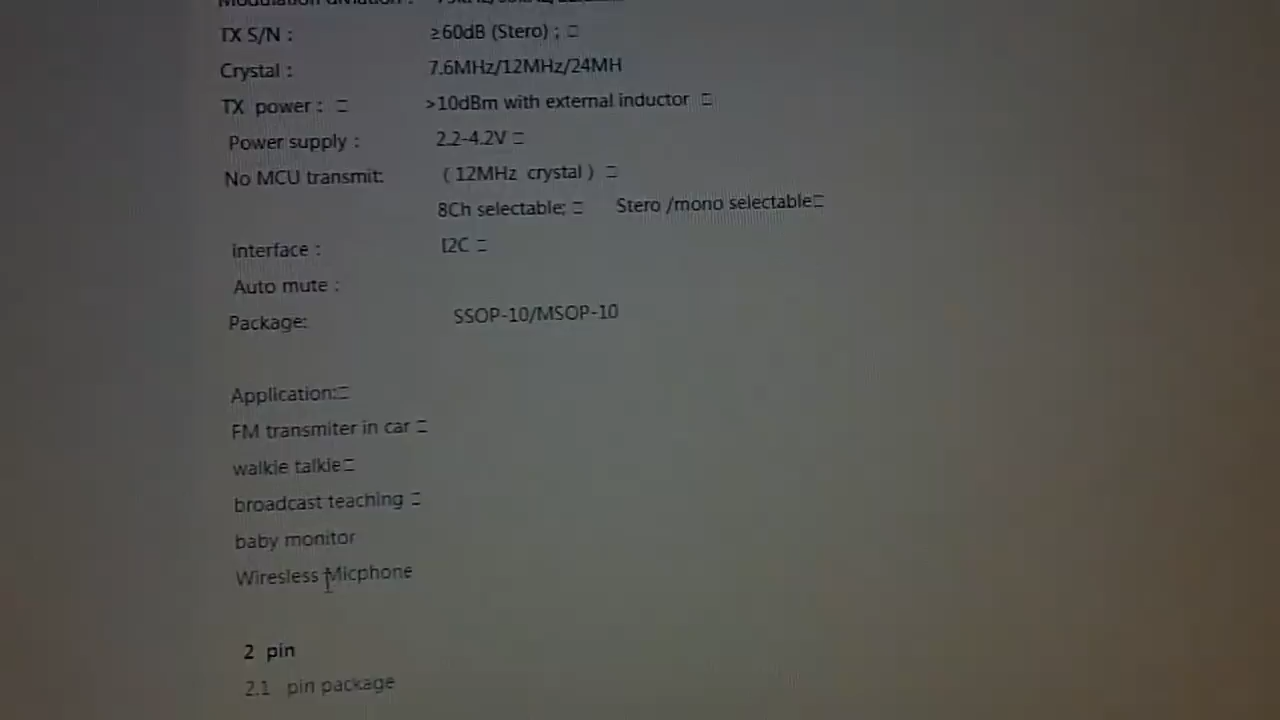 TX S/N :  ≥60dB (Stero) ;
Crystal :  7.6MHz/12MHz/24MH
TX power :  >10dBm with external inductor
Power supply :  2.2-4.2V
No MCU transmit:  ( 12MHz crystal )
8Ch selectable;  Stero /mono selectable
interface :  I2C
Auto mute :
Package:  SSOP-10/MSOP-10
Application:
FM transmiter in car
walkie talkie
broadcast teaching
baby monitor
Wiresless Micphone
2 pin
2.1 pin package